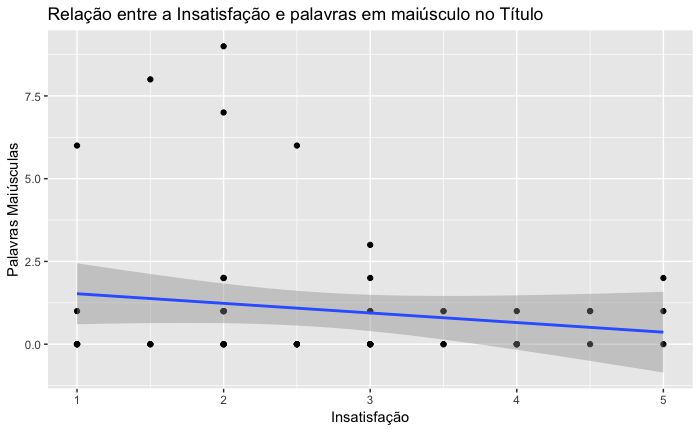 Relação entre a Insatisfação e palavras em maiúsculo no Título
Palavras Maiúsculas
7.5
5.0
2.5
0.0
1 2 3 4 5
Insatisfação